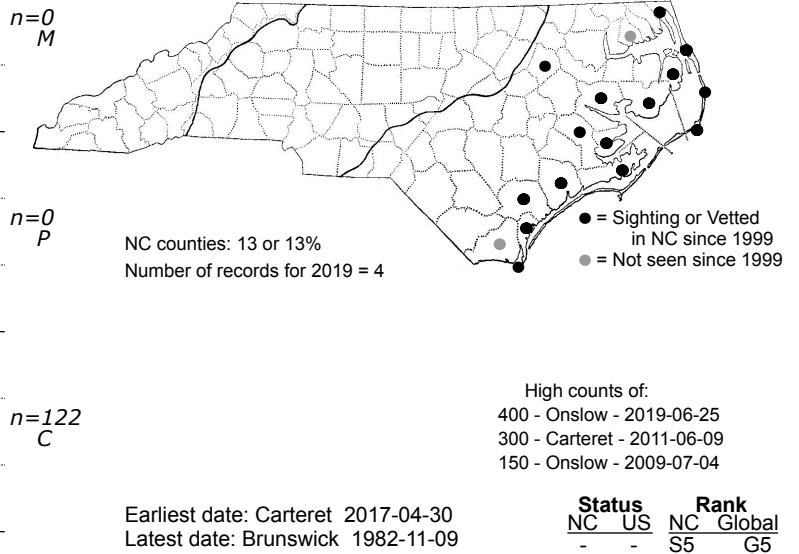 n=0
M
n=0
P
NC counties: 13 or 13%
Number of records for 2019 = 4
● = Sighting or Vetted
in NC since 1999
● = Not seen since 1999
n=122
C
High counts of:
400 - Onslow - 2019-06-25
300 - Carteret - 2011-06-09
150 - Onslow - 2009-07-04
Earliest date: Carteret 2017-04-30
Latest date: Brunswick 1982-11-09
Status Rank
NC US NC Global
- - S5 G5